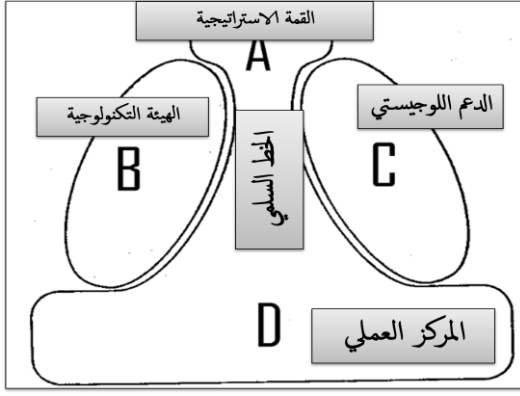 القمة الاستراتيجية
A
الهيئة التكنولوجية
الدعم اللوجيستي
B
الخط السلمي
C
D
المركز العملي